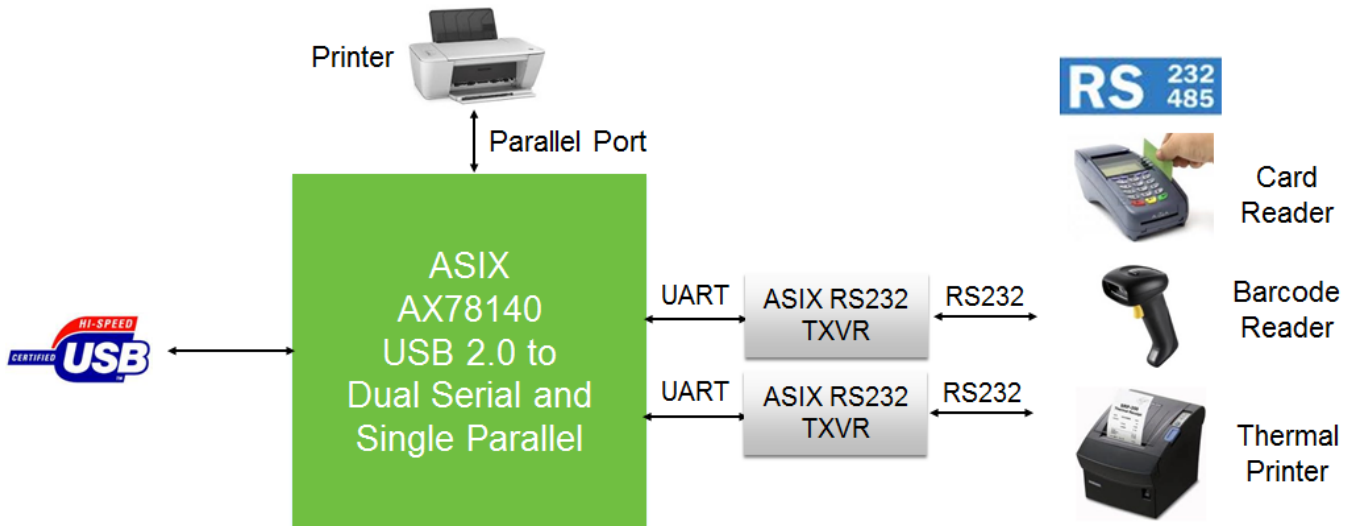 Printer
RS 232
485
Parallel Port
Card
Reader
ASIX
AX78140
USB 2.0 to
Dual Serial and
Single Parallel
UART
ASIX RS232
TXVR
RS232
Barcode
Reader
HI-SPEED
CERTIFIED USB
UART
ASIX RS232
TXVR
RS232
Thermal
Printer